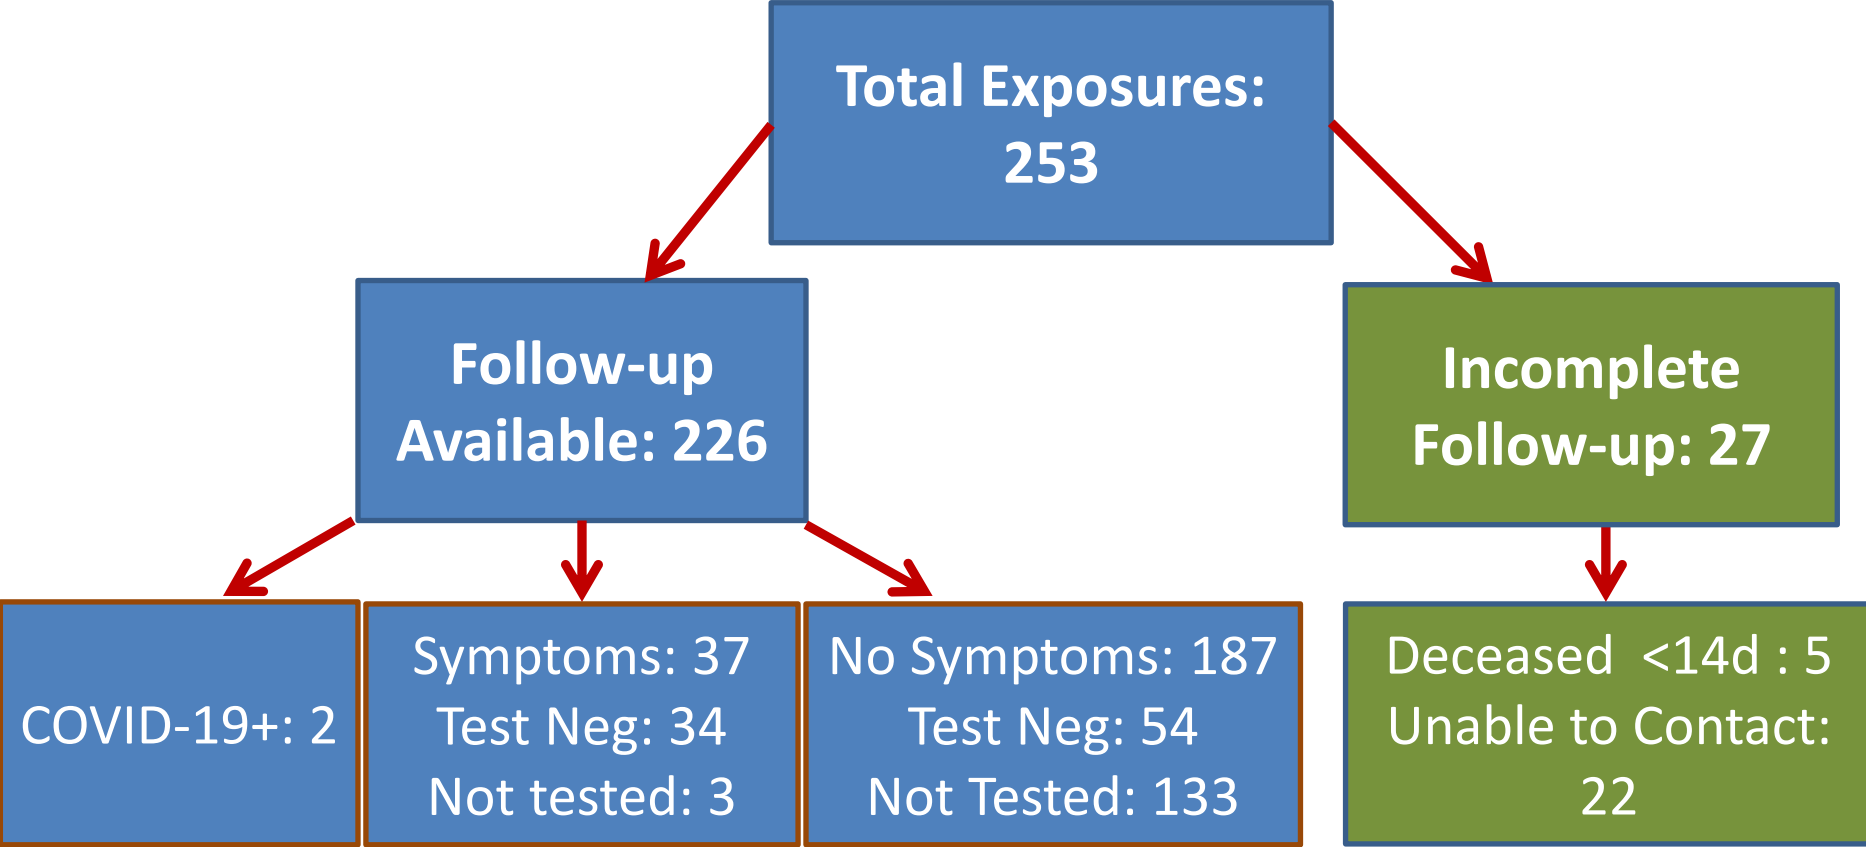 Total Exposures:
253
Follow-up
Available: 226
Incomplete
Follow-up: 27
COVID-19+: 2
Symptoms: 37
Test Neg: 34
Not tested: 3
No Symptoms: 187
Test Neg: 54
Not Tested: 133
Deceased <14d : 5
Unable to Contact:
22